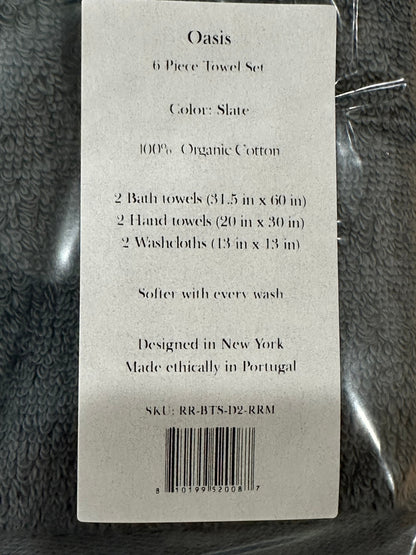 Oasis
6 Piece Towel Set
Color: Slate
100% Organic Cotton
2 Bath towels (31.5 in x 60 in)
2 Hand towels (20 in x 30 in)
2 Washcloths (13 in x 13 in)
Softer with every wash
Designed in New York
Made ethically in Portugal
SKU: RR-BTS-D2-RRM
8 10199 52008 7